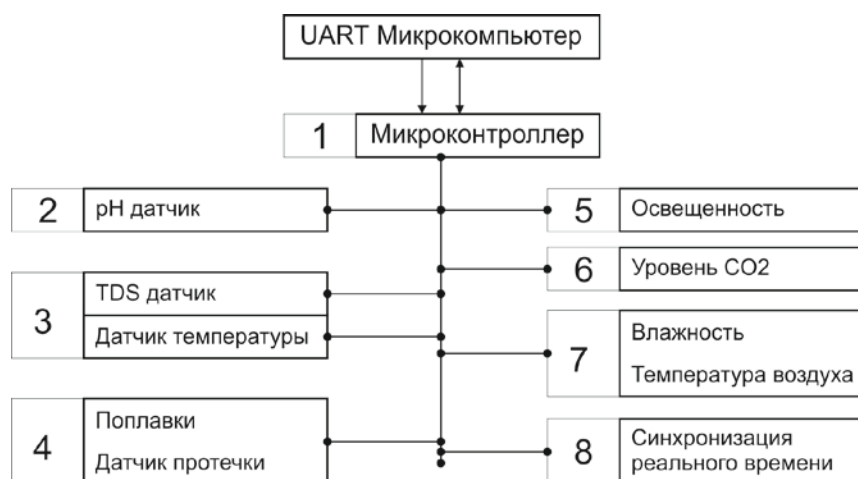 UART Микрокомпьютер
1 Микроконтроллер
2 pH датчик
3 TDS датчик
Датчик температуры
4 Поплавки
Датчик протечки
5 Освещенность
6 Уровень CO2
7 Влажность
Температура воздуха
8 Синхронизация
реального времени